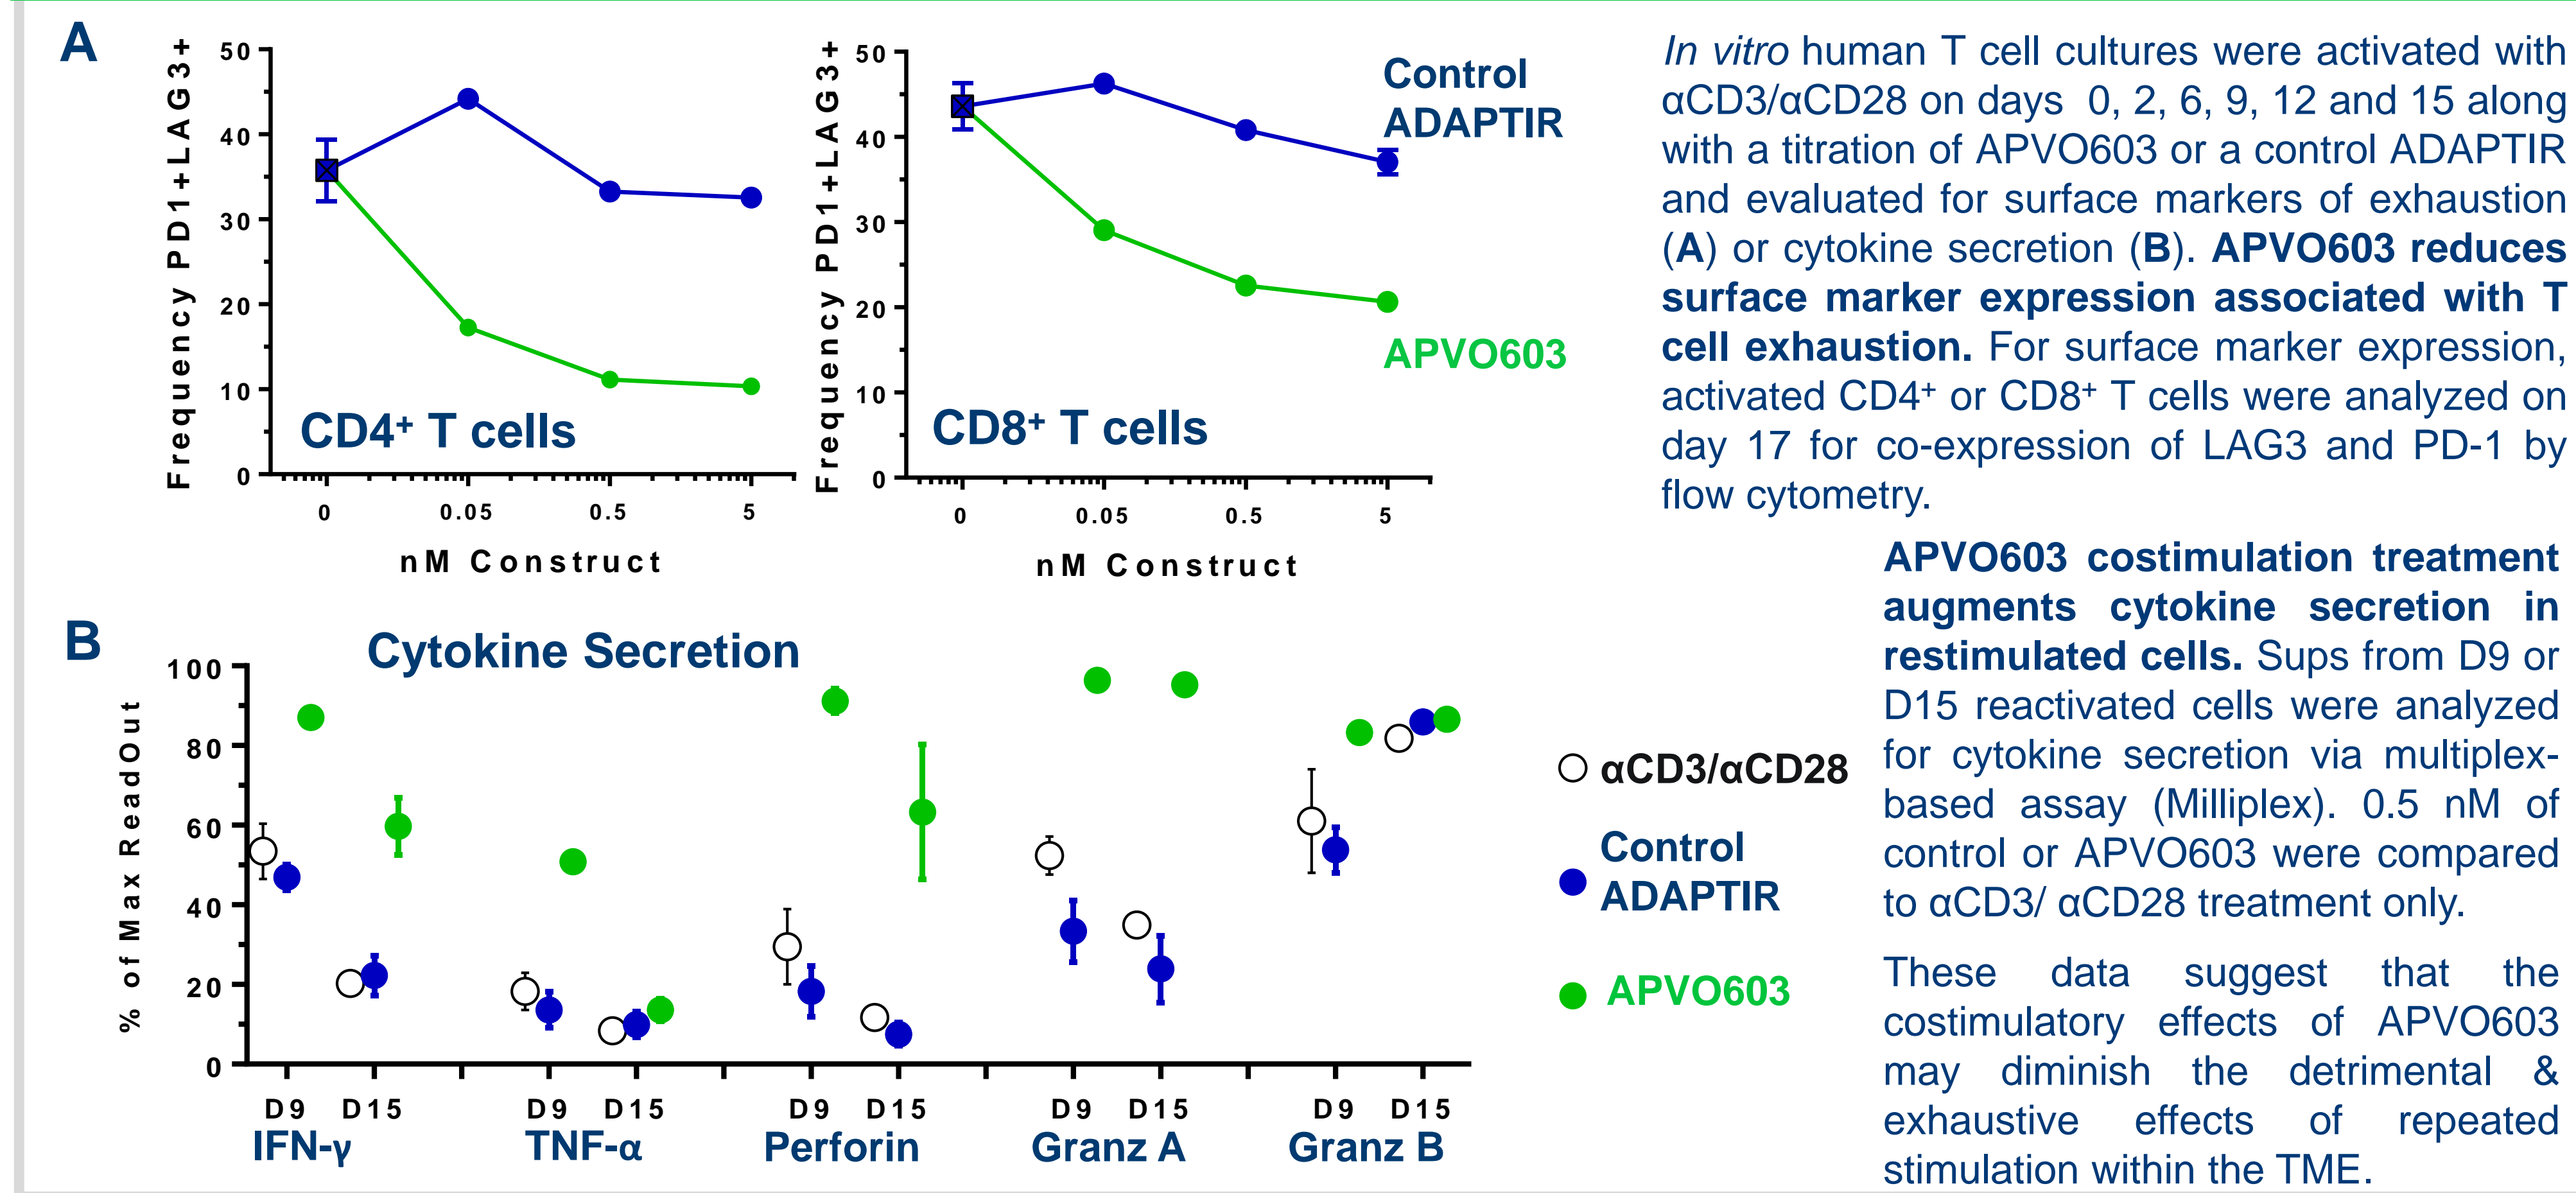 A
Frequency PD1+LAG3+
50
40
30
20
10
0
CD4⁺ T cells
0 0.05 0.5 5
nM Construct
Frequency PD1+LAG3+
50
40
30
20
10
0
Control
ADAPTIR
APVO603
CD8⁺ T cells
0 0.05 0.5 5
nM Construct
In vitro human T cell cultures were activated with
αCD3/αCD28 on days 0, 2, 6, 9, 12 and 15 along
with a titration of APVO603 or a control ADAPTIR
and evaluated for surface markers of exhaustion
(A) or cytokine secretion (B). APVO603 reduces
surface marker expression associated with T
cell exhaustion. For surface marker expression,
activated CD4⁺ or CD8⁺ T cells were analyzed on
day 17 for co-expression of LAG3 and PD-1 by
flow cytometry.
B
Cytokine Secretion
% of Max ReadOut
100
80
60
40
20
0
D9 D15 D9 D15 D9 D15 D9 D15 D9 D15
IFN-γ TNF-α Perforin Granz A Granz B
αCD3/αCD28
Control
ADAPTIR
APVO603
APVO603 costimulation treatment
augments cytokine secretion in
restimulated cells. Sups from D9 or
D15 reactivated cells were analyzed
for cytokine secretion via multiplex-
based assay (Milliplex). 0.5 nM of
control or APVO603 were compared
to αCD3/ αCD28 treatment only.
These data suggest that the
costimulatory effects of APVO603
may diminish the detrimental &
exhaustive effects of repeated
stimulation within the TME.